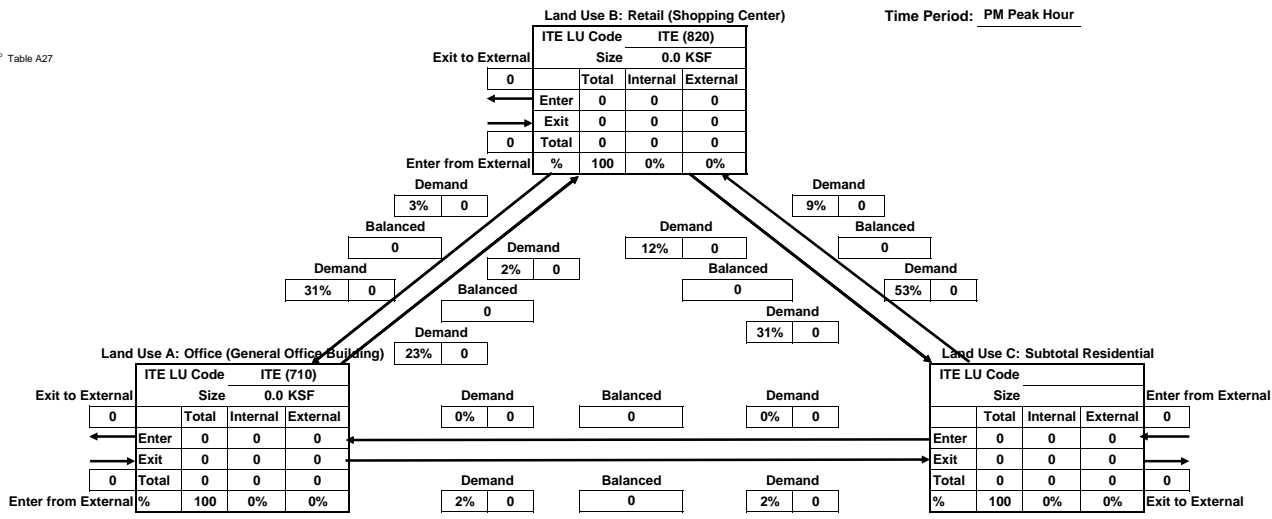 Land Use B: Retail (Shopping Center)
Time Period: PM Peak Hour
Table A27
ITE LU Code ITE (820)
Exit to External Size 0.0 KSF
0 Total Internal External
Enter 0 0 0
Exit 0 0 0
0 Total 0 0 0
Enter from External % 100 0% 0%
Demand Demand
3% 0 9% 0
Balanced Demand Demand Balanced
0 2% 0 12% 0 0
Demand Balanced Balanced Demand
31% 0 0 0 53% 0
Demand Demand
23% 0 31% 0
Land Use A: Office (General Office Building)
ITE LU Code ITE (710)
Exit to External Size 0.0 KSF
0 Total Internal External
Enter 0 0 0
Exit 0 0 0
0 Total 0 0 0
Enter from External % 100 0% 0%
Demand Balanced Demand
0% 0 0 0% 0
Demand Balanced Demand
2% 0 0 2% 0
Land Use C: Subtotal Residential
ITE LU Code
Size Enter from External
Total Internal External 0
Enter 0 0 0
Exit 0 0 0
Total 0 0 0 0
% 100 0% 0% Exit to External